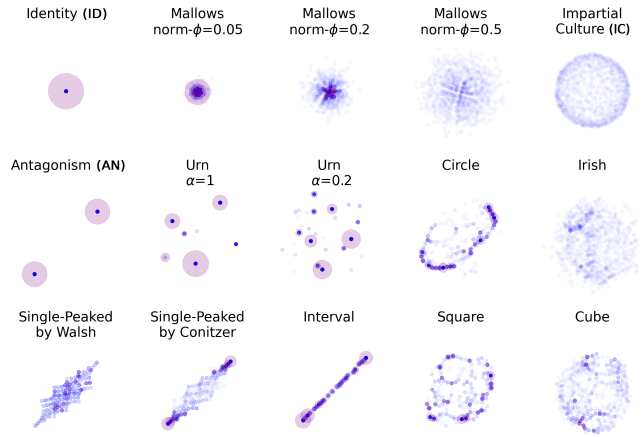 Identity (ID)
Mallows
norm-ϕ=0.05
Mallows
norm-ϕ=0.2
Mallows
norm-ϕ=0.5
Impartial
Culture (IC)
Antagonism (AN)
Urn
α=1
Urn
α=0.2
Circle
Irish
Single-Peaked
by Walsh
Single-Peaked
by Conitzer
Interval
Square
Cube